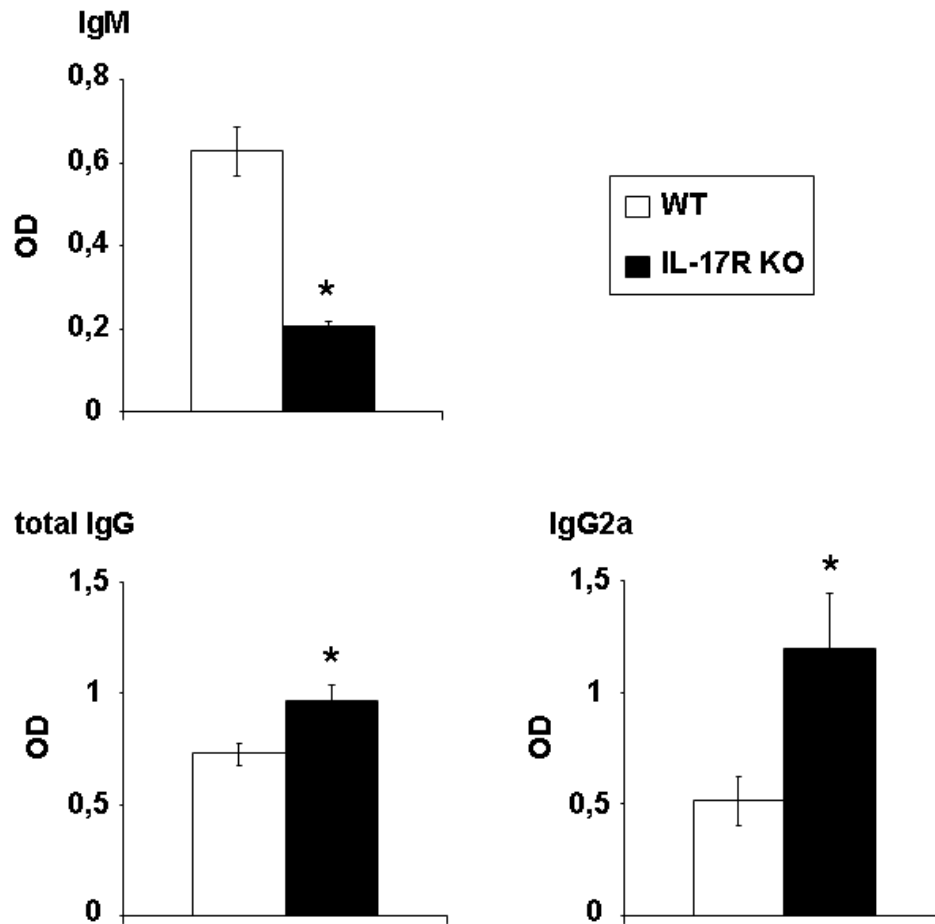 IgM
0,8
0,6
0,4
0,2
0
OD
*
WT
IL-17R KO
total IgG
1,5
1
0,5
0
OD
*
IgG2a
1,5
1
0,5
0
OD
*